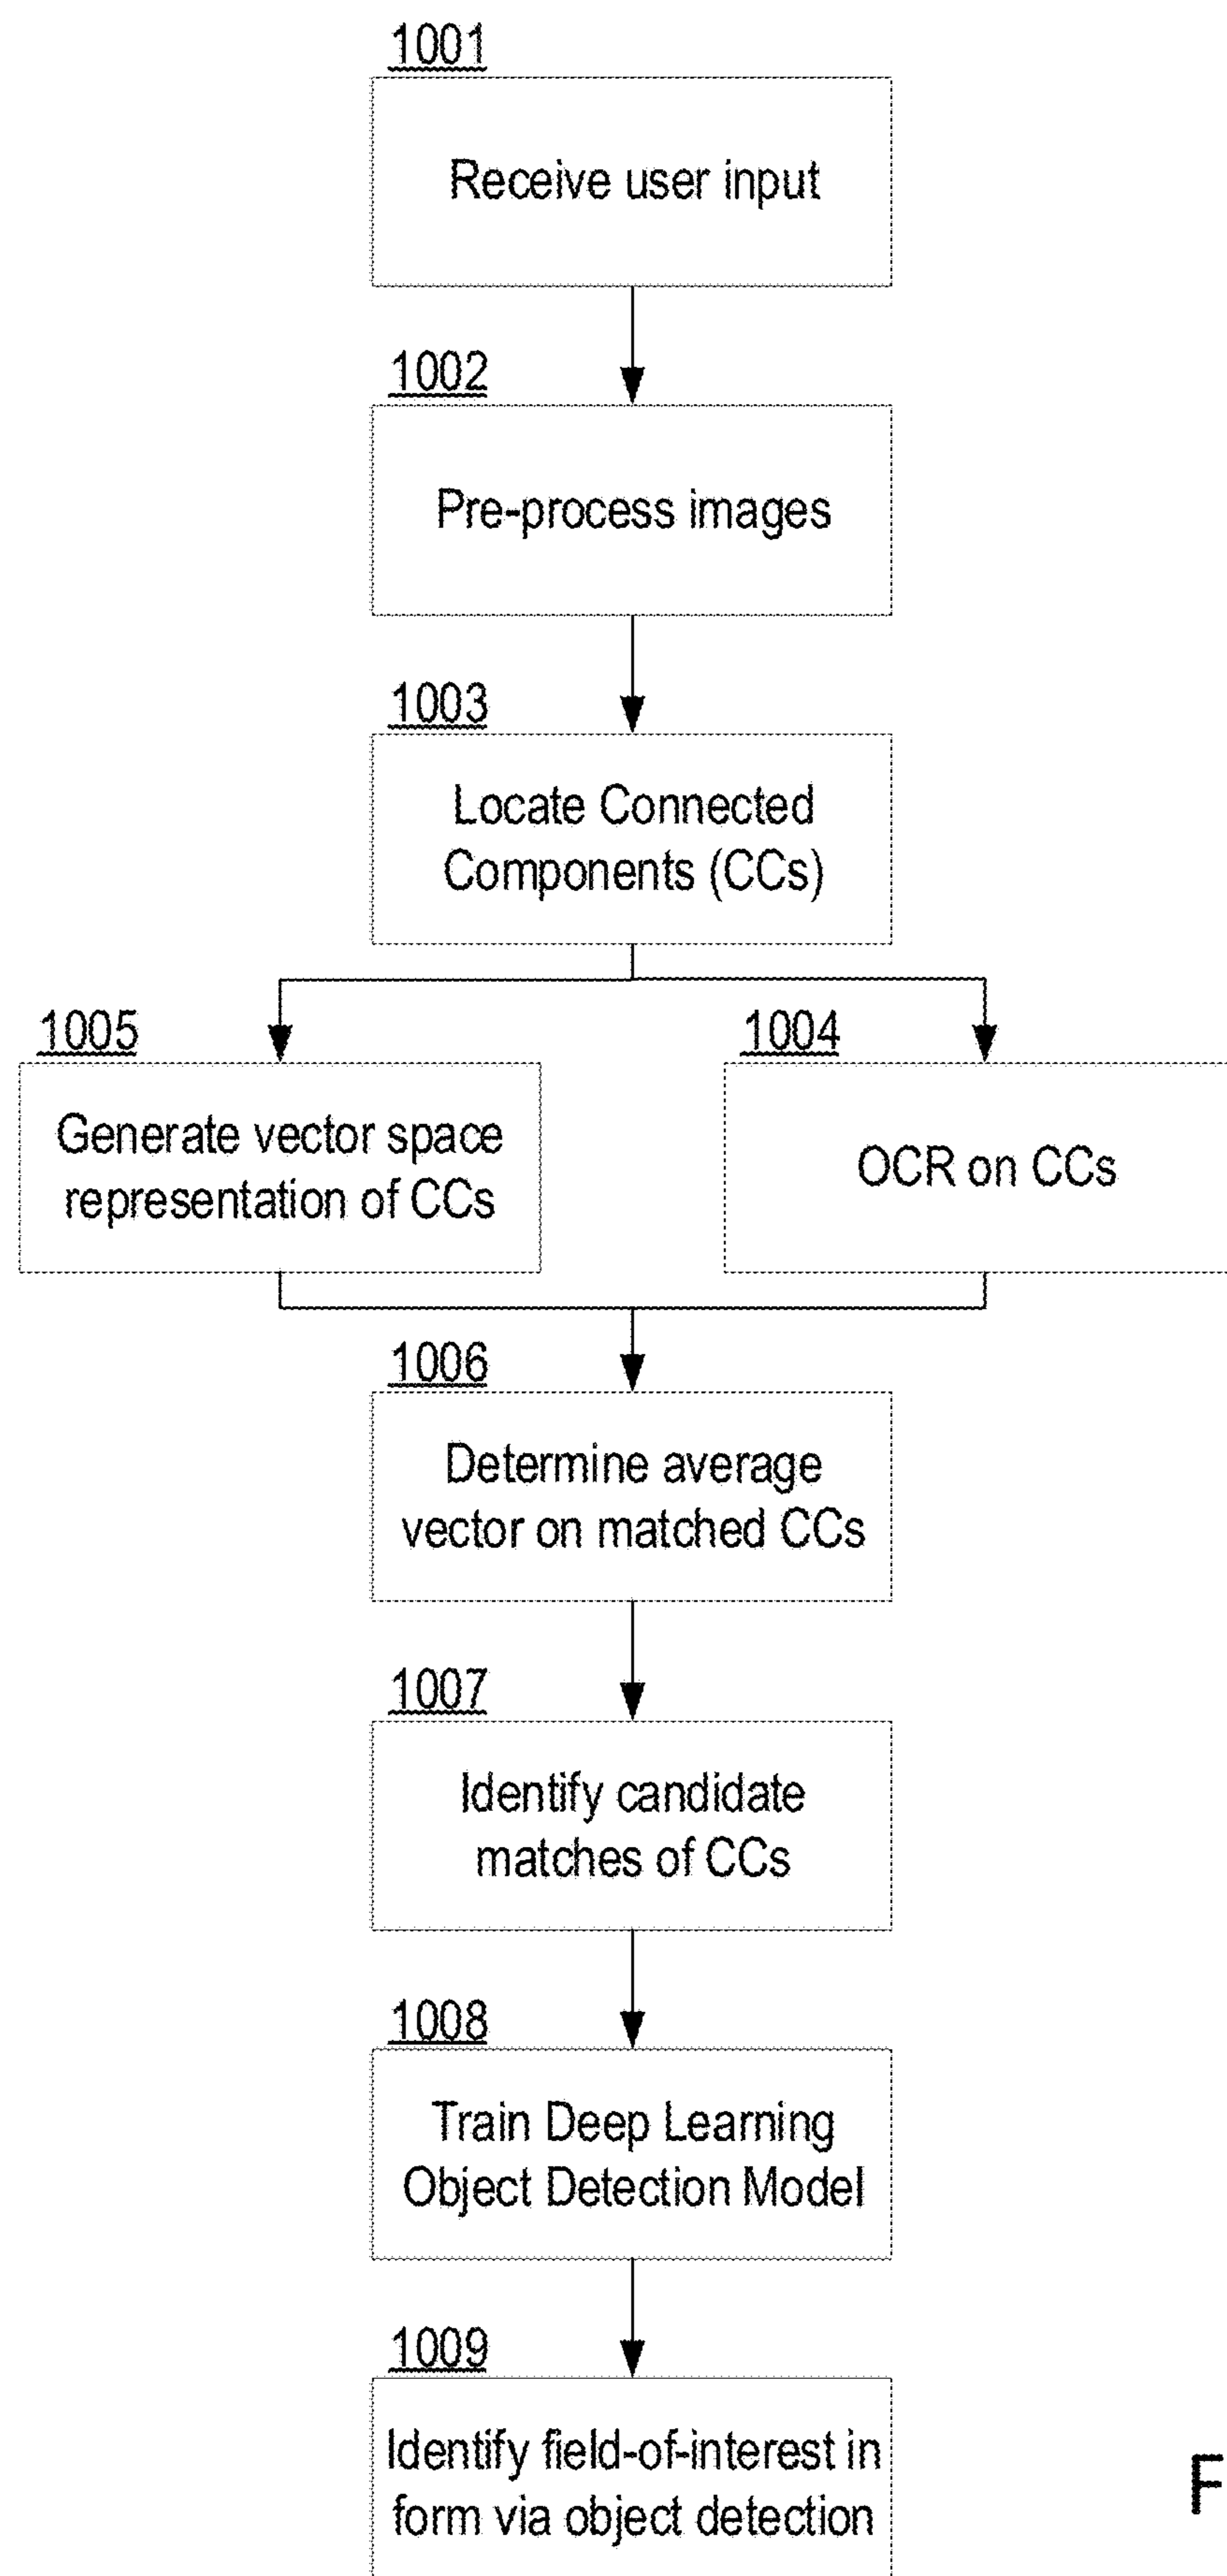 1001
Receive user input
1002
Pre-process images
1003
Locate Connected
Components (CCs)
1005
Generate vector space
representation of CCs
1004
OCR on CCs
1006
Determine average
vector on matched CCs
1007
Identify candidate
matches of CCs
1008
Train Deep Learning
Object Detection Model
1009
Identify field-of-interest in
form via object detection
F